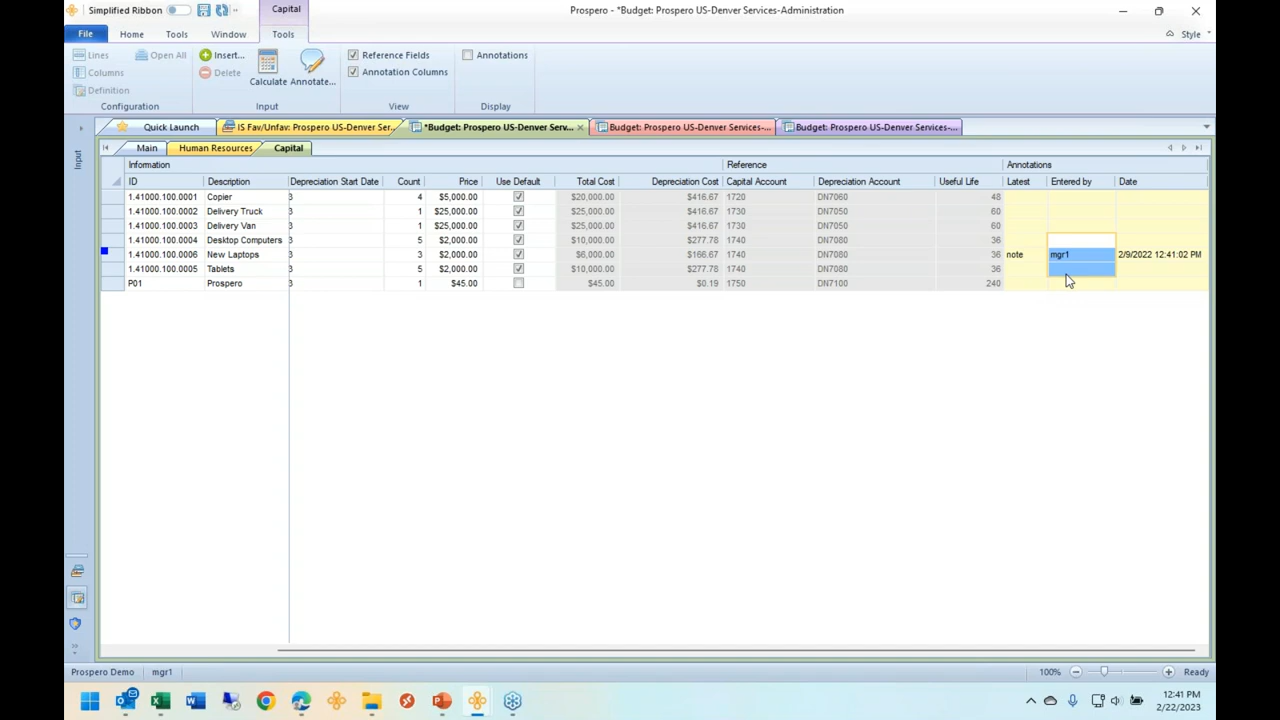 Simplified Ribbon
Capital
Prospero - *Budget: Prospero US-Denver Services-Administration
File
Home
Tools
Window
Tools
Style
Lines
Open All
Columns
Definition
Configuration
Insert...
Delete
Calculate
Annotate...
Input
Reference Fields
Annotation Columns
View
Annotations
Display
Quick Launch
IS Fav/Unfav: Prospero US-Denver Ser...
*Budget: Prospero US-Denver Serv...
Budget: Prospero US-Denver Services-...
Budget: Prospero US-Denver Services-...
Input
Main
Human Resources
Capital
Information Reference Annotations
ID Description Depreciation Start Date Count Price Use Default Total Cost Depreciation Cost Capital Account Depreciation Account Useful Life Latest Entered by Date
1.41000.100.0001 Copier 3 4 $5,000.00 $20,000.00 $416.67 1720 DN7060 48
1.41000.100.0002 Delivery Truck 3 1 $25,000.00 $25,000.00 $416.67 1730 DN7050 60
1.41000.100.0003 Delivery Van 3 1 $25,000.00 $25,000.00 $416.67 1730 DN7050 60
1.41000.100.0004 Desktop Computers 3 5 $2,000.00 $10,000.00 $277.78 1740 DN7080 36
1.41000.100.0006 New Laptops 3 3 $2,000.00 $6,000.00 $166.67 1740 DN7080 36 note mgr1 2/9/2022 12:41:02 PM
1.41000.100.0005 Tablets 3 5 $2,000.00 $10,000.00 $277.78 1740 DN7080 36
P01 Prospero 3 1 $45.00 $45.00 $0.19 1750 DN7100 240
Prospero Demo mgr1 100% Ready
12:41 PM
2/22/2023